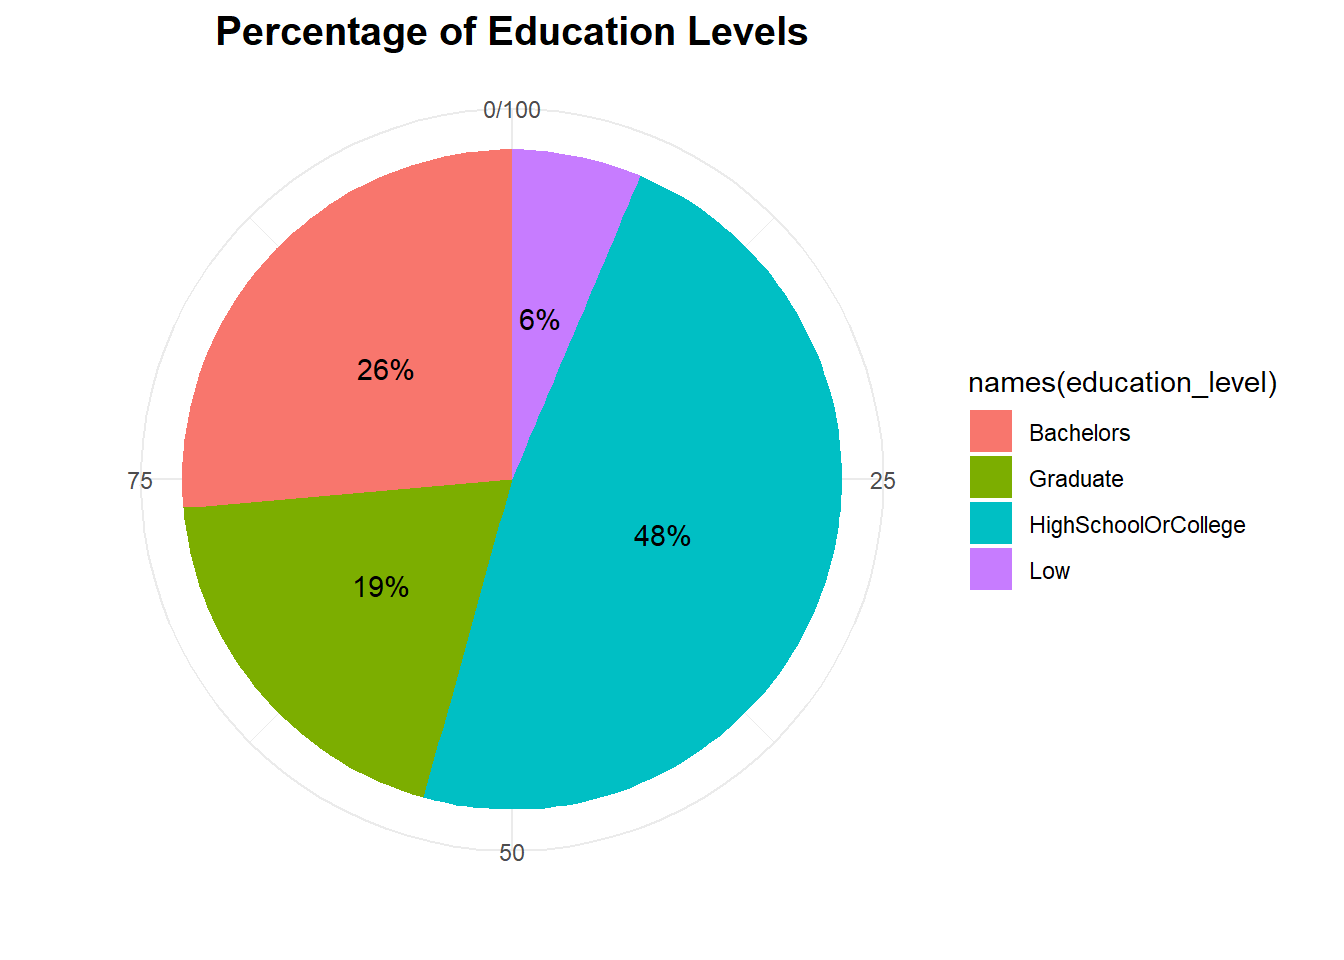 Percentage of Education Levels
0/100
6%
26%
75
25
48%
19%
50
names(education_level)
Bachelors
Graduate
HighSchoolOrCollege
Low